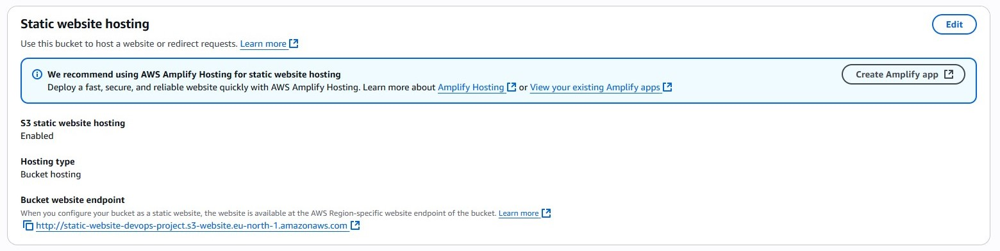 Static website hosting
Edit
Use this bucket to host a website or redirect requests. Learn more
We recommend using AWS Amplify Hosting for static website hosting
Create Amplify app
Deploy a fast, secure, and reliable website quickly with AWS Amplify Hosting. Learn more about Amplify Hosting or View your existing Amplify apps
S3 static website hosting
Enabled
Hosting type
Bucket hosting
Bucket website endpoint
When you configure your bucket as a static website, the website is available at the AWS Region-specific website endpoint of the bucket. Learn more
http://static-website-devops-project.s3-website.eu-north-1.amazonaws.com